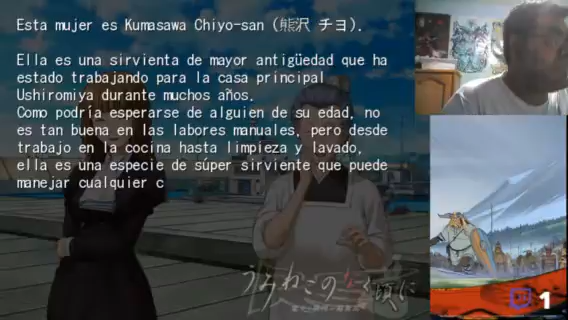 Esta mujer es Kumasawa Chiyo-san (熊沢 チヨ).
Ella es una sirvienta de mayor antigüedad que ha
estado trabajando para la casa principal
Ushiromiya durante muchos años.
Como podría esperarse de alguien de su edad, no
es tan buena en las labores manuales, pero desde
trabajo en la cocina hasta limpieza y lavado,
ella es una especie de súper sirviente que puede
manejar cualquier c
うみねこのなく頃に
1